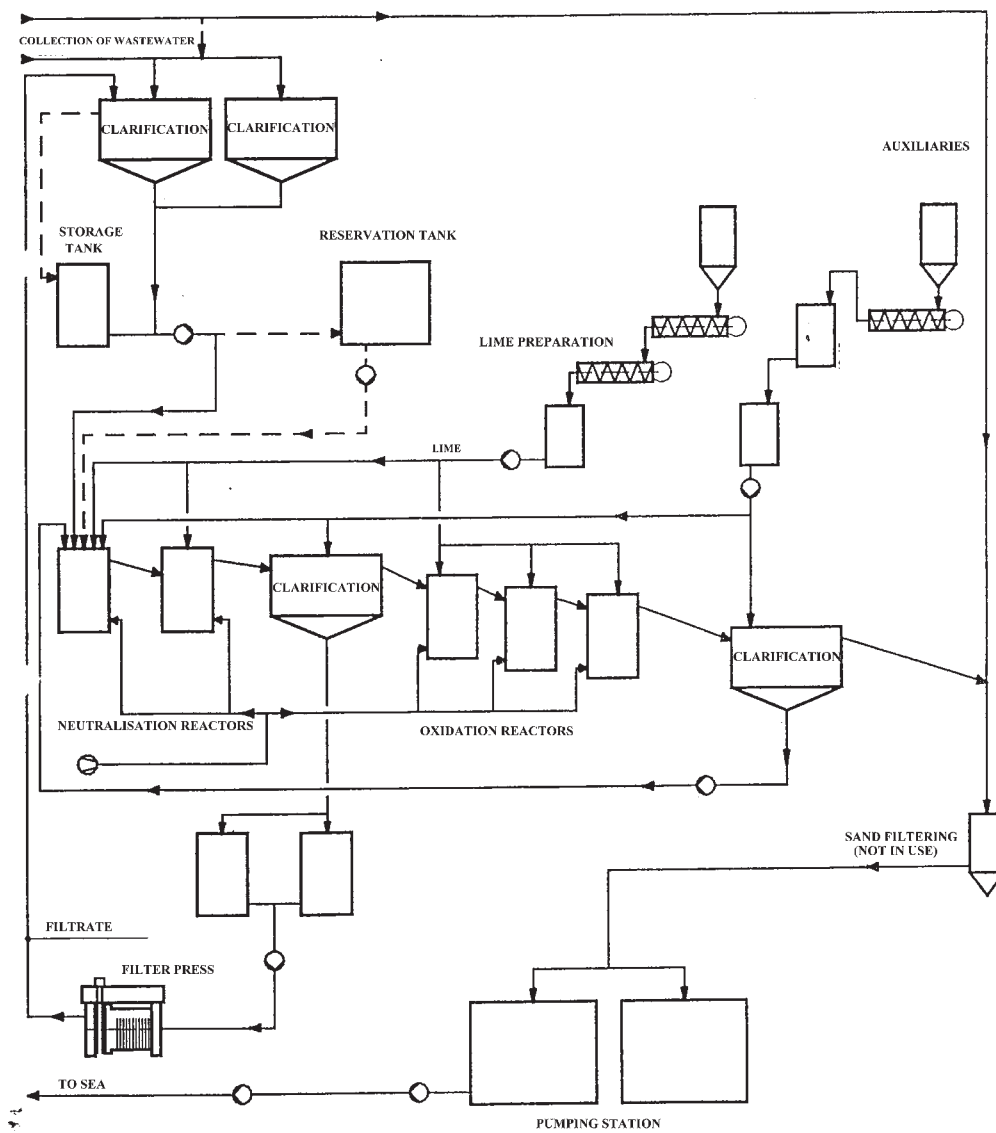 COLLECTION OF WASTEWATER
CLARIFICATION
CLARIFICATION
AUXILIARIES
STORAGE
TANK
RESERVATION TANK
LIME PREPARATION
LIME
CLARIFICATION
CLARIFICATION
NEUTRALISATION REACTORS
OXIDATION REACTORS
SAND FILTERING
(NOT IN USE)
FILTRATE
FILTER PRESS
TO SEA
PUMPING STATION